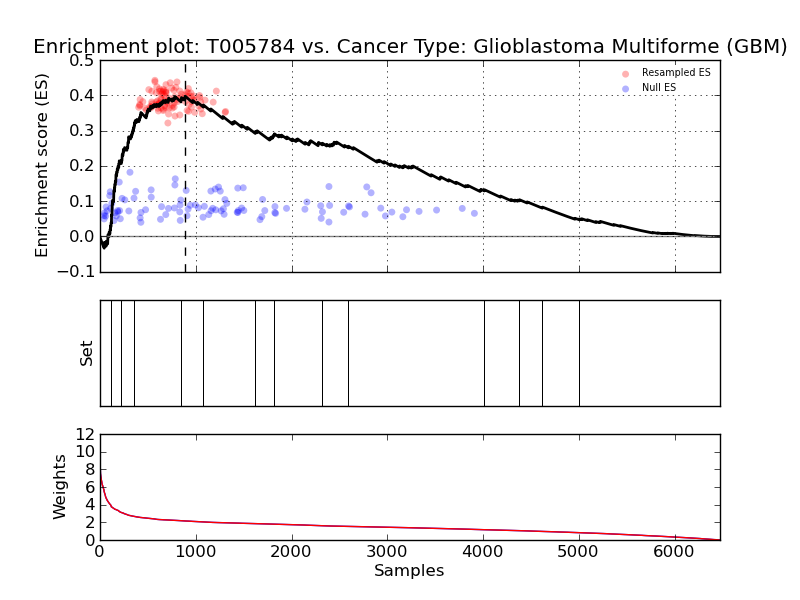 Enrichment plot: T005784 vs. Cancer Type: Glioblastoma Multiforme (GBM)
Enrichment score (ES)
0.5
0.4
0.3
0.2
0.1
0.0
−0.1
Resampled ES
Null ES
Set
Weights
12
10
8
6
4
2
0
0 1000 2000 3000 4000 5000 6000
Samples